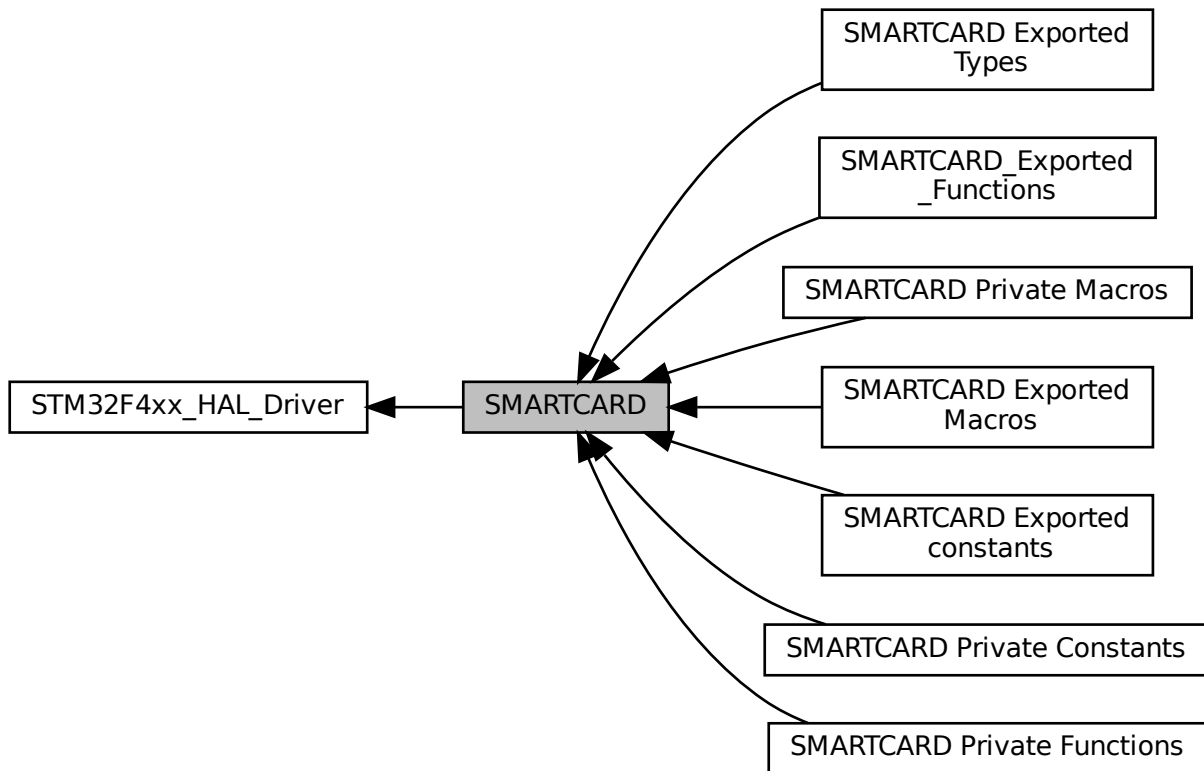 SMARTCARD Exported
Types
SMARTCARD_Exported
_Functions
SMARTCARD Private Macros
STM32F4xx_HAL_Driver
SMARTCARD
SMARTCARD Exported
Macros
SMARTCARD Exported
constants
SMARTCARD Private Constants
SMARTCARD Private Functions